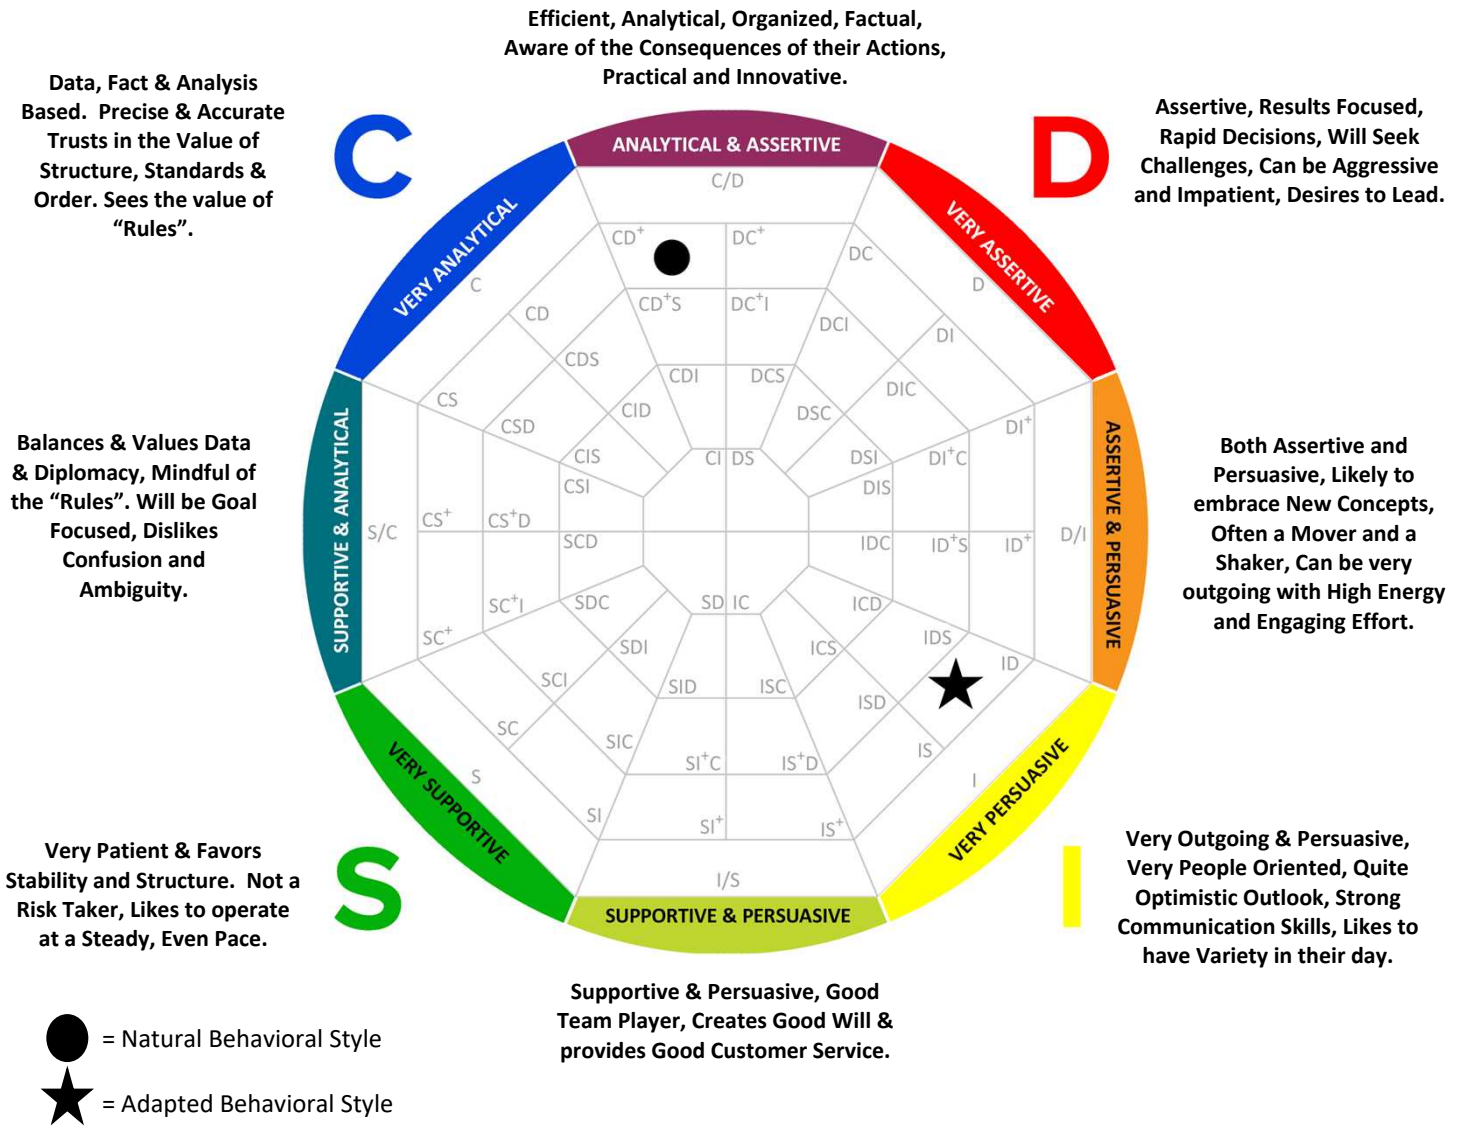 Efficient, Analytical, Organized, Factual,
Aware of the Consequences of their Actions,
Practical and Innovative.
Data, Fact & Analysis
Based.  Precise & Accurate
Trusts in the Value of
Structure, Standards &
Order. Sees the value of
“Rules”.
C
D
Assertive, Results Focused,
Rapid Decisions, Will Seek
Challenges, Can be Aggressive
and Impatient, Desires to Lead.
ANALYTICAL & ASSERTIVE
VERY ANALYTICAL
VERY ASSERTIVE
C/D
CD+
DC+
DC
C
D
CD
CD+S
DC+I
DCI
DI
CDS
CDI
DCS
DIC
CS
CID
DSC
DI+
CSD
CIS
CI
DS
DSI
DI+C
CSI
DIS
Balances & Values Data
& Diplomacy, Mindful of
the “Rules”. Will be Goal
Focused, Dislikes
Confusion and
Ambiguity.
SUPPORTIVE & ANALYTICAL
ASSERTIVE & PERSUASIVE
Both Assertive and
Persuasive, Likely to
embrace New Concepts,
Often a Mover and a
Shaker, Can be very
outgoing with High Energy
and Engaging Effort.
S/C
CS+
CS+D
SCD
IDC
ID+S
ID+
D/I
SC+I
SDC
SD
IC
ICD
SC+
SDI
ICS
IDS
ID
SCI
SID
ISC
ISD
SC
SIC
SI+C
IS+D
IS
S
I
SI
SI+
IS+
I/S
VERY SUPPORTIVE
VERY PERSUASIVE
SUPPORTIVE & PERSUASIVE
Very Patient & Favors
Stability and Structure.  Not a
Risk Taker, Likes to operate
at a Steady, Even Pace.
S
I
Very Outgoing & Persuasive,
Very People Oriented, Quite
Optimistic Outlook, Strong
Communication Skills, Likes to
have Variety in their day.
Supportive & Persuasive, Good
Team Player, Creates Good Will &
provides Good Customer Service.
= Natural Behavioral Style
= Adapted Behavioral Style